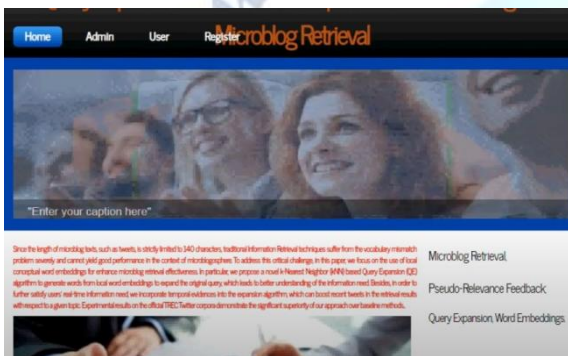 Microblog Retrieval
Home Admin User Register
"Enter your caption here"
Since the length of microblog texts, such as tweets, is strictly limited to 140 characters, traditional Information Retrieval techniques suffer from the vocabulary mismatch
problem severely and cannot yield good performance in the context of microblogosphere. To address this critical challenge, in this paper, we focus on the use of local
conceptual word embeddings for enhance microblog retrieval effectiveness. In particular, we propose a novel k-Nearest Neighbor (kNN) based Query Expansion (QE)
algorithm to generate words from local word embeddings to expand the original query, which leads to better understanding of the information need. Besides, in order to
further satisfy users' real-time information need, we incorporate temporal evidences into the expansion algorithm, which can boost recent tweets in the retrieval results
with respect to a given topic. Experimental results on the official TREC Twitter corpora demonstrate the significant superiority of our approach over baseline methods.
Microblog Retrieval,
Pseudo-Relevance Feedback,
Query Expansion, Word Embeddings.